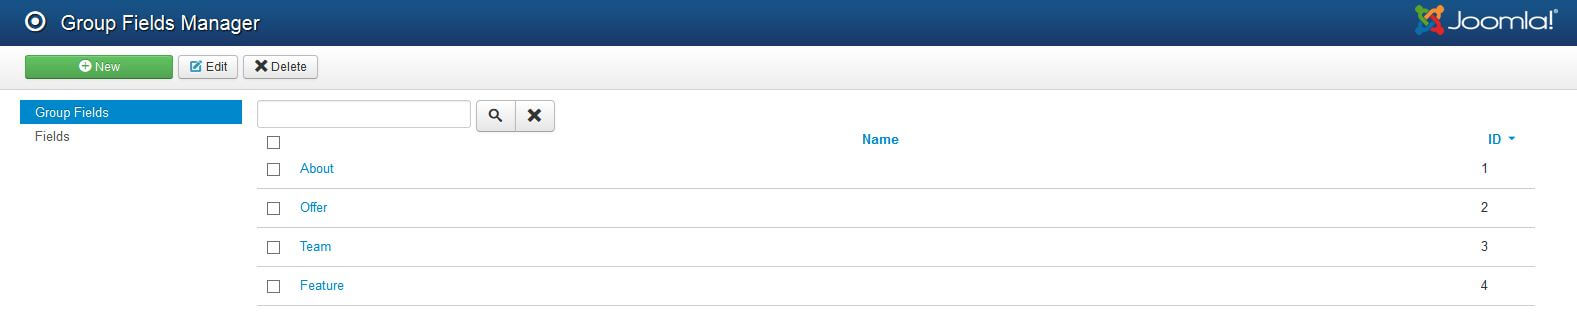 Group Fields Manager
Joomla!®
New Edit Delete
Group Fields
Fields
Name ID
About 1
Offer 2
Team 3
Feature 4